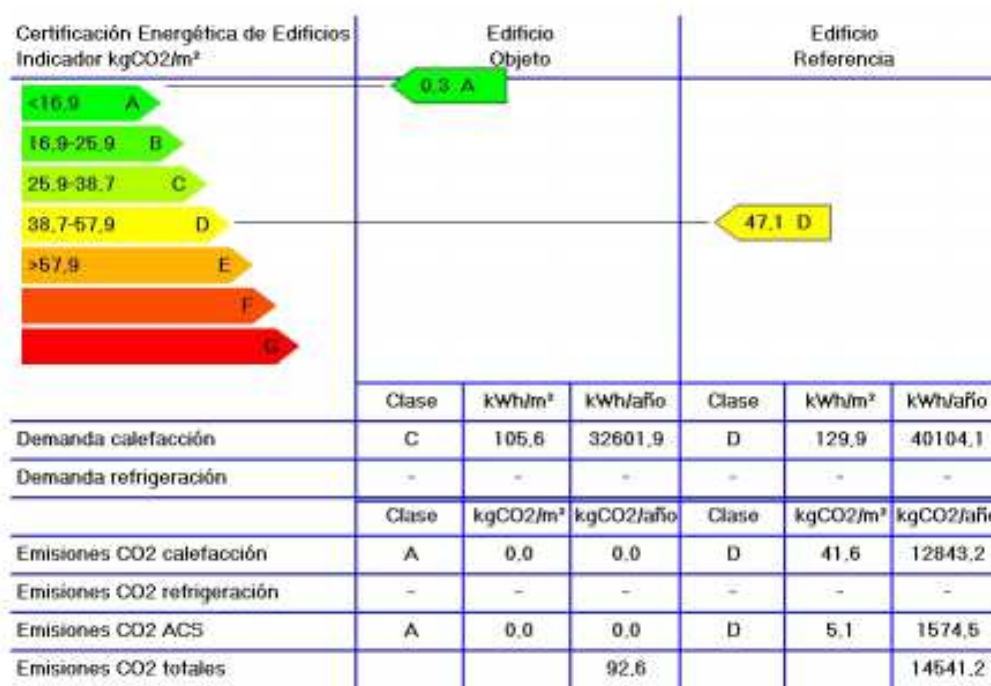 Certificación Energética de Edificios
Indicador kgCO2/m²
Edificio
Objeto
Edificio
Referencia
<16,9 A
0,3 A
16,9-25,9 B
25,9-38,7 C
38,7-57,9 D
47,1 D
>57,9 E
F
G
Clase kWh/m² kWh/año Clase kWh/m² kWh/año
Demanda calefacción C 105,6 32601,9 D 129,9 40104,1
Demanda refrigeración - - - - - -
Clase kgCO2/m² kgCO2/año Clase kgCO2/m² kgCO2/año
Emisiones CO2 calefacción A 0,0 0,0 D 41,6 12843,2
Emisiones CO2 refrigeración - - - - - -
Emisiones CO2 ACS A 0,0 0,0 D 5,1 1574,5
Emisiones CO2 totales 92,6 14541,2